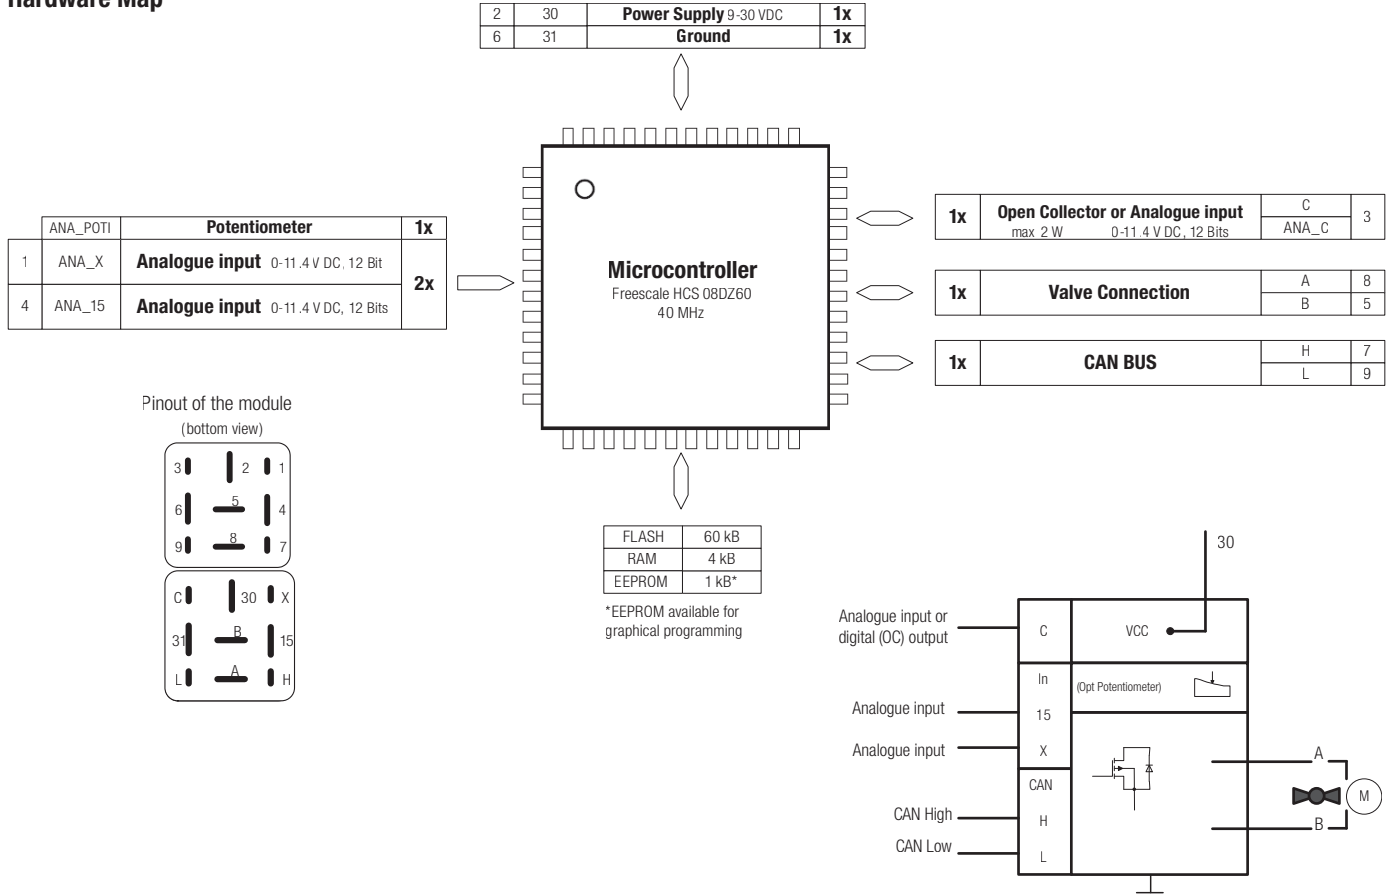 Hardware Map
2 30 Power Supply 9-30 VDC 1x
6 31 Ground 1x
ANA_POTI Potentiometer 1x
1 ANA_X Analogue input 0-11.4 V DC, 12 Bit
2x
4 ANA_15 Analogue input 0-11.4 V DC, 12 Bits
Microcontroller
Freescale HCS 08DZ60
40 MHz
1x Open Collector or Analogue input C 3
max 2 W 0-11.4 V DC, 12 Bits ANA_C
1x Valve Connection A 8
B 5
1x CAN BUS H 7
L 9
Pinout of the module
(bottom view)
3 2 1
6 5 4
9 8 7
C 30 X
31 B 15
L A H
FLASH 60 kB
RAM 4 kB
EEPROM 1 kB*
*EEPROM available for
graphical programming
30
Analogue input or
digital (OC) output
C VCC
In (Opt Potentiometer)
Analogue input 15
Analogue input X
CAN
CAN High H
CAN Low L
A
M
B